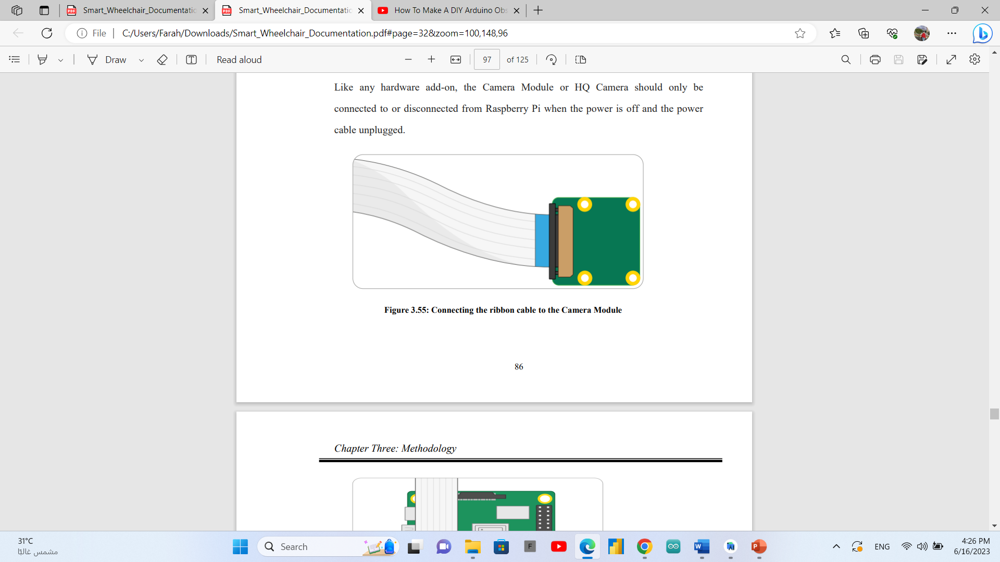 Smart_Wheelchair_Documentatic
Smart_Wheelchair_Documentatio
How To Make A DIY Arduino Obs
File
C:/Users/Farah/Downloads/Smart_Wheelchair_Documentation.pdf#page=32&zoom=100,148,96
Draw
Read aloud
97 of 125
Like any hardware add-on, the Camera Module or HQ Camera should only be
connected to or disconnected from Raspberry Pi when the power is off and the power
cable unplugged.
Figure 3.55: Connecting the ribbon cable to the Camera Module
86
Chapter Three: Methodology
31°C
مشمس غالبًا
Search
ENG
4:26 PM
6/16/2023